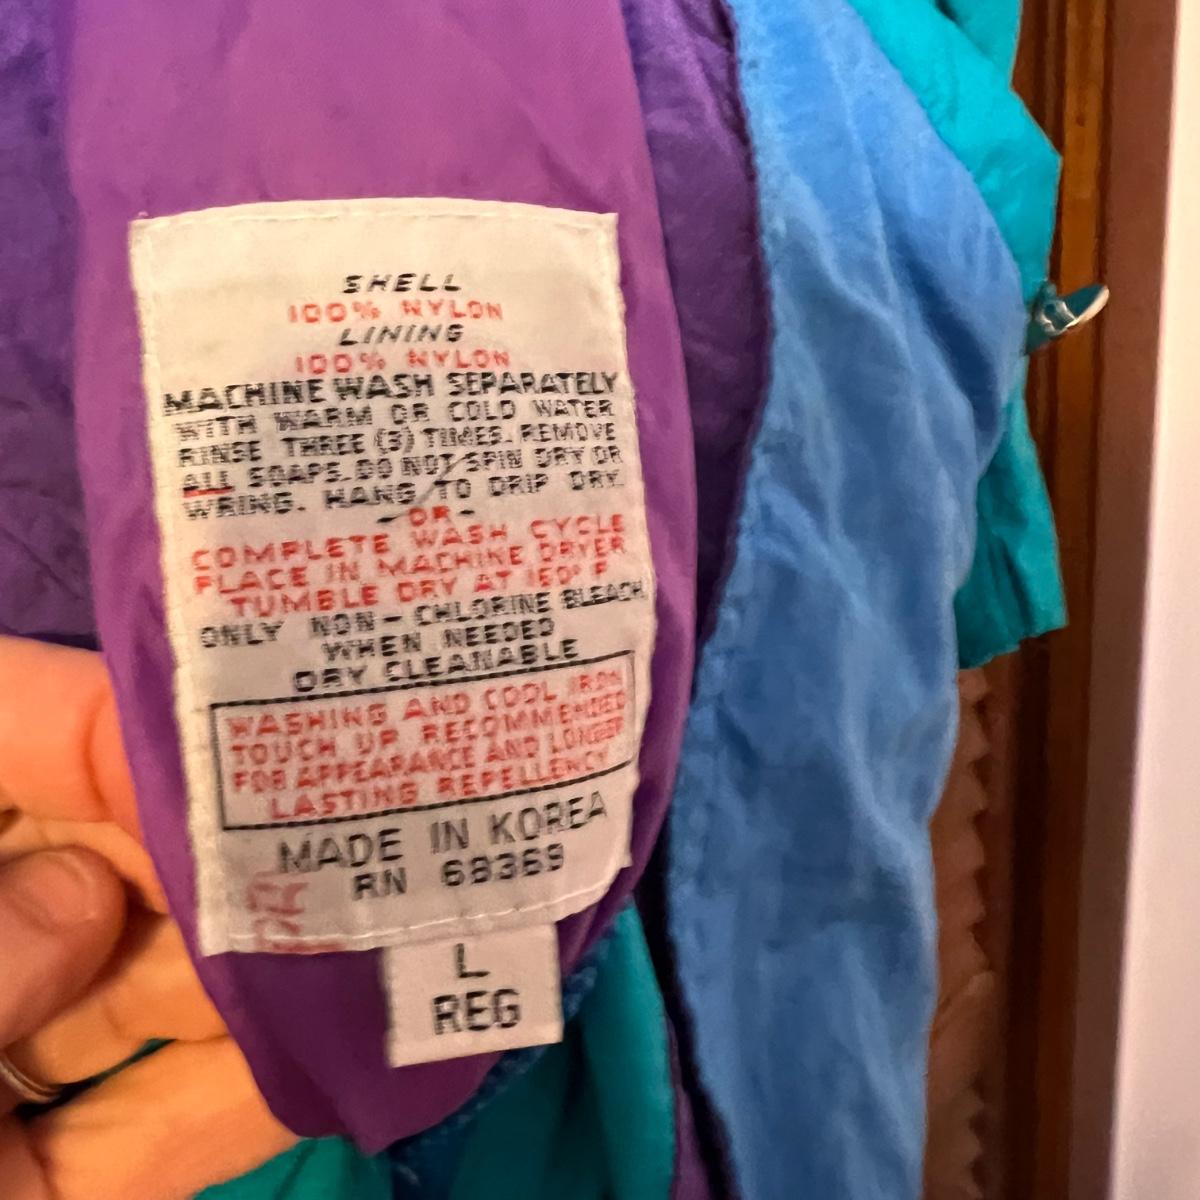 SHELL
100% NYLON
LINING
100% NYLON
MACHINE WASH SEPARATELY
WITH WARM OR COLD WATER
RINSE THREE (3) TIMES. REMOVE
ALL SOAPS. DO NOT SPIN DRY OR
WRING. HANG TO DRIP DRY.
-OR-
COMPLETE WASH CYCLE
PLACE IN MACHINE DRYER
TUMBLE DRY AT 160° F
ONLY NON-CHLORINE BLEACH
WHEN NEEDED
DRY CLEANABLE
WASHING AND COOL IRON
TOUCH UP RECOMMENDED
FOR APPEARANCE AND LONGER
LASTING REPELLENCY
MADE IN KOREA
RN 68369
L
REG